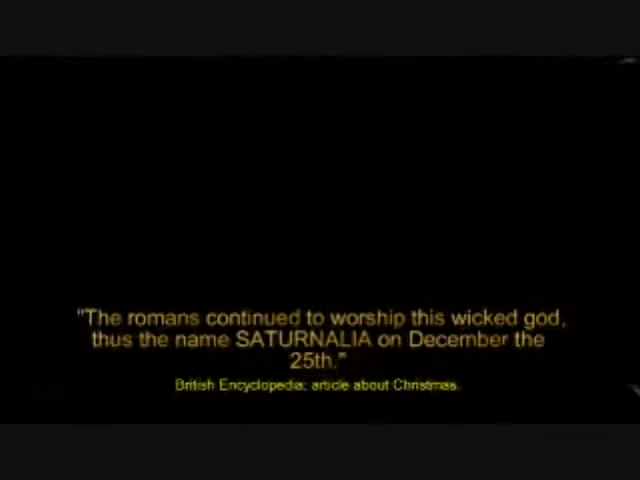 "The romans continued to worship this wicked god,
thus the name SATURNALIA on December the
25th."
British Encyclopedia; article about Christmas.